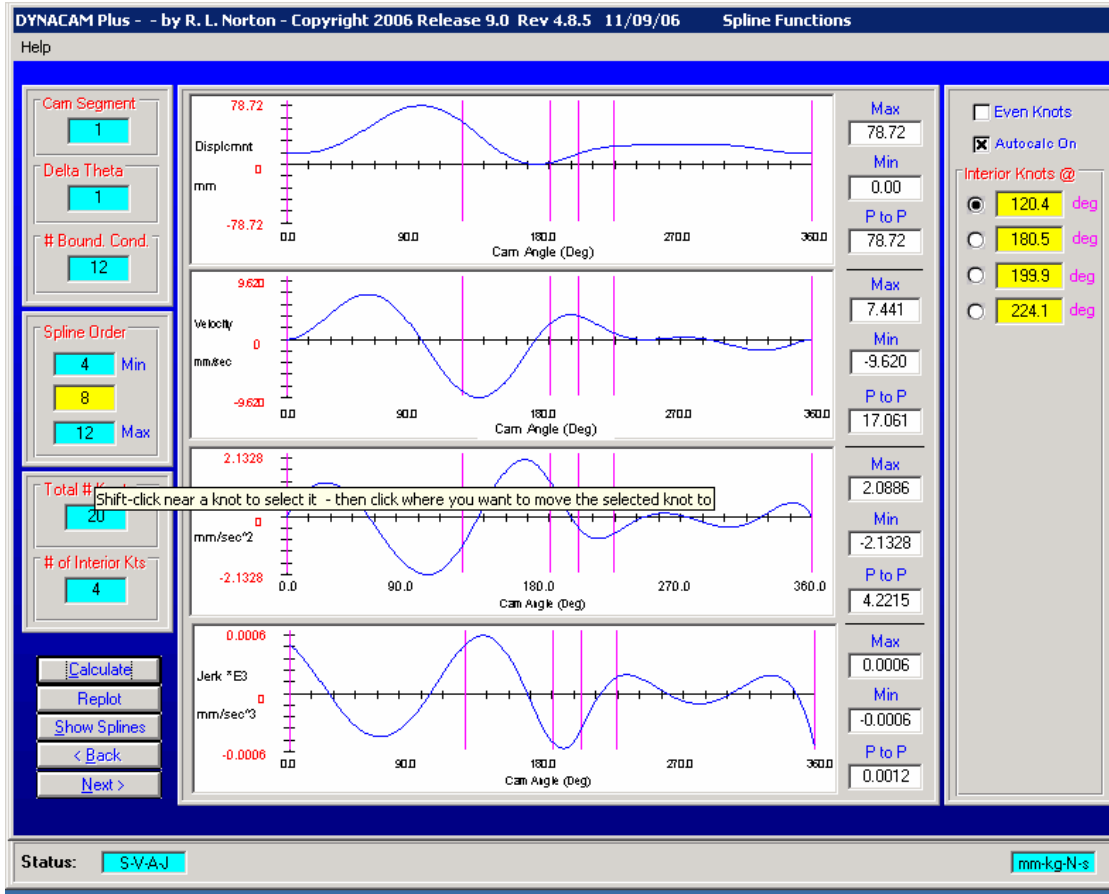 DYNACAM Plus - - by R. L. Norton - Copyright 2006 Release 9.0 Rev 4.8.5 11/09/06 Spline Functions
Help
Cam Segment
1
Delta Theta
1
# Bound. Cond.
12
Spline Order
4 Min
8
12 Max
Total #
20
# of Interior Kts
4
Calculate
Replot
Show Splines
< Back
Next >
78.72
Displcmnt
0
mm
-78.72
0.0 90.0 180.0 270.0 360.0
Cam Angle (Deg)
Max
78.72
Min
0.00
P to P
78.72
9.620
Velocity
0
mm/sec
-9.620
0.0 90.0 180.0 270.0 360.0
Cam Angle (Deg)
Max
7.441
Min
-9.620
P to P
17.061
2.1328
Shift-click near a knot to select it - then click where you want to move the selected knot to
0
mm/sec^2
-2.1328
0.0 90.0 180.0 270.0 360.0
Cam Angle (Deg)
Max
2.0886
Min
-2.1328
P to P
4.2215
0.0006
Jerk *E3
0
mm/sec^3
-0.0006
0.0 90.0 180.0 270.0 360.0
Cam Angle (Deg)
Max
0.0006
Min
-0.0006
P to P
0.0012
Even Knots
Autocalc On
Interior Knots @
120.4 deg
180.5 deg
199.9 deg
224.1 deg
Status: S-V-A-J
mm-kg-N-s